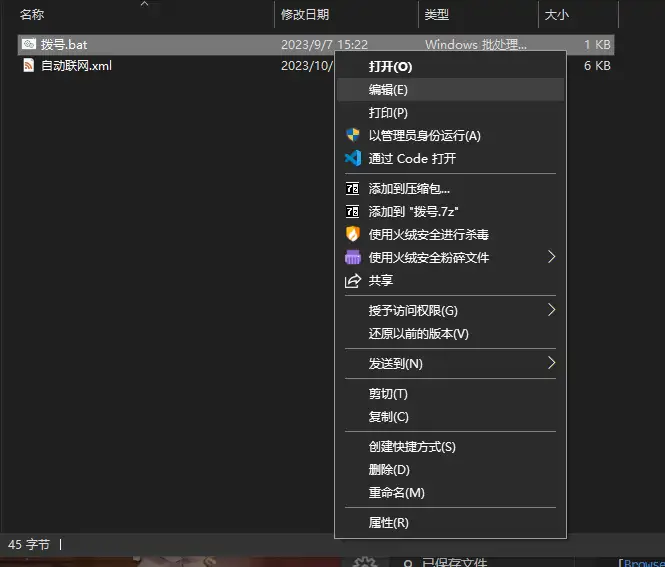 名称 修改日期 类型 大小
拨号.bat 2023/9/7 15:22 Windows 批处理... 1 KB
自动联网.xml 2023/10/ 6 KB
打开(O)
编辑(E)
打印(P)
以管理员身份运行(A)
通过 Code 打开
添加到压缩包...
添加到 "拨号.7z"
使用火绒安全进行杀毒
使用火绒安全粉碎文件
共享
授予访问权限(G)
还原以前的版本(V)
发送到(N)
剪切(T)
复制(C)
创建快捷方式(S)
删除(D)
重命名(M)
属性(R)
45 字节
已保存文件 [Browse